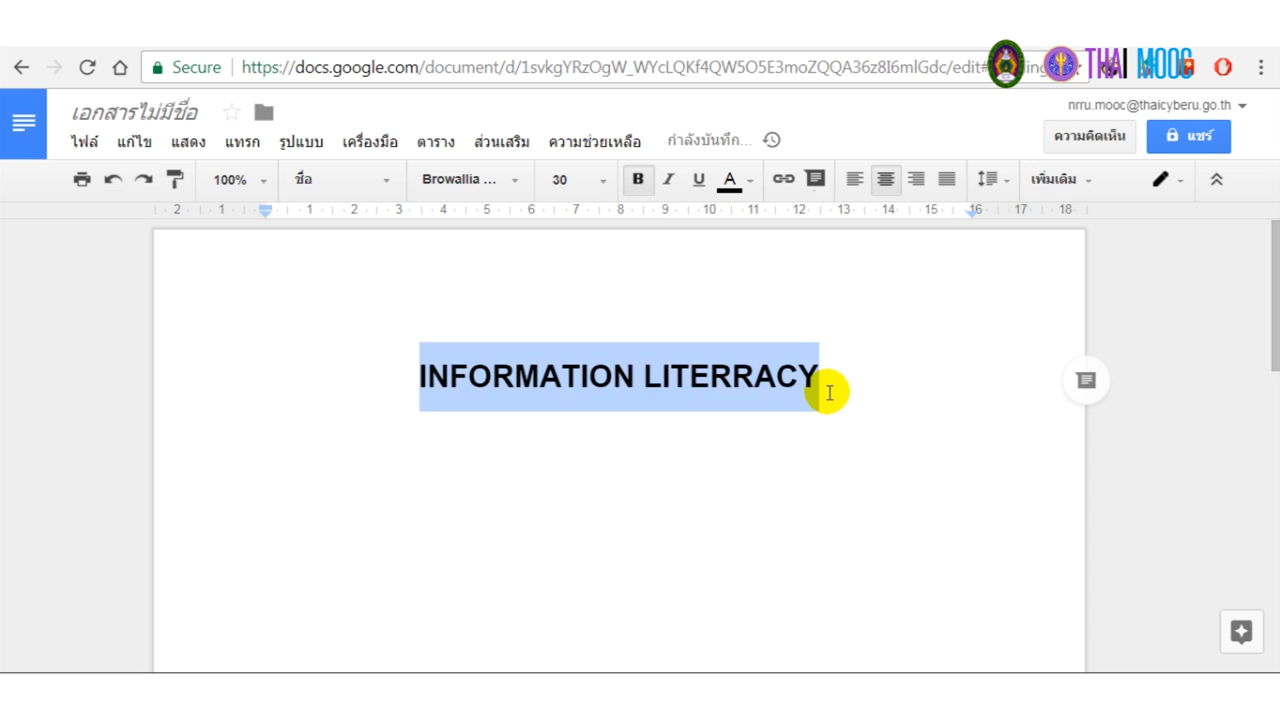 Secure https://docs.google.com/document/d/1svkgYRzOgW_WYcLQKf4QW5O5E3moZQQA36z8I6mlGdc/edit# THAI MOOC
เอกสารไม่มีชื่อ
nrru.mooc@thaicyberu.go.th
ไฟล์ แก้ไข แสดง แทรก รูปแบบ เครื่องมือ ตาราง ส่วนเสริม ความช่วยเหลือ กำลังบันทึก... ความคิดเห็น แชร์
100% ชื่อ Browallia ... 30 B I U A เพิ่มเติม
2 1 1 2 3 4 5 6 7 8 9 10 11 12 13 14 15 16 17 18
INFORMATION LITERRACY